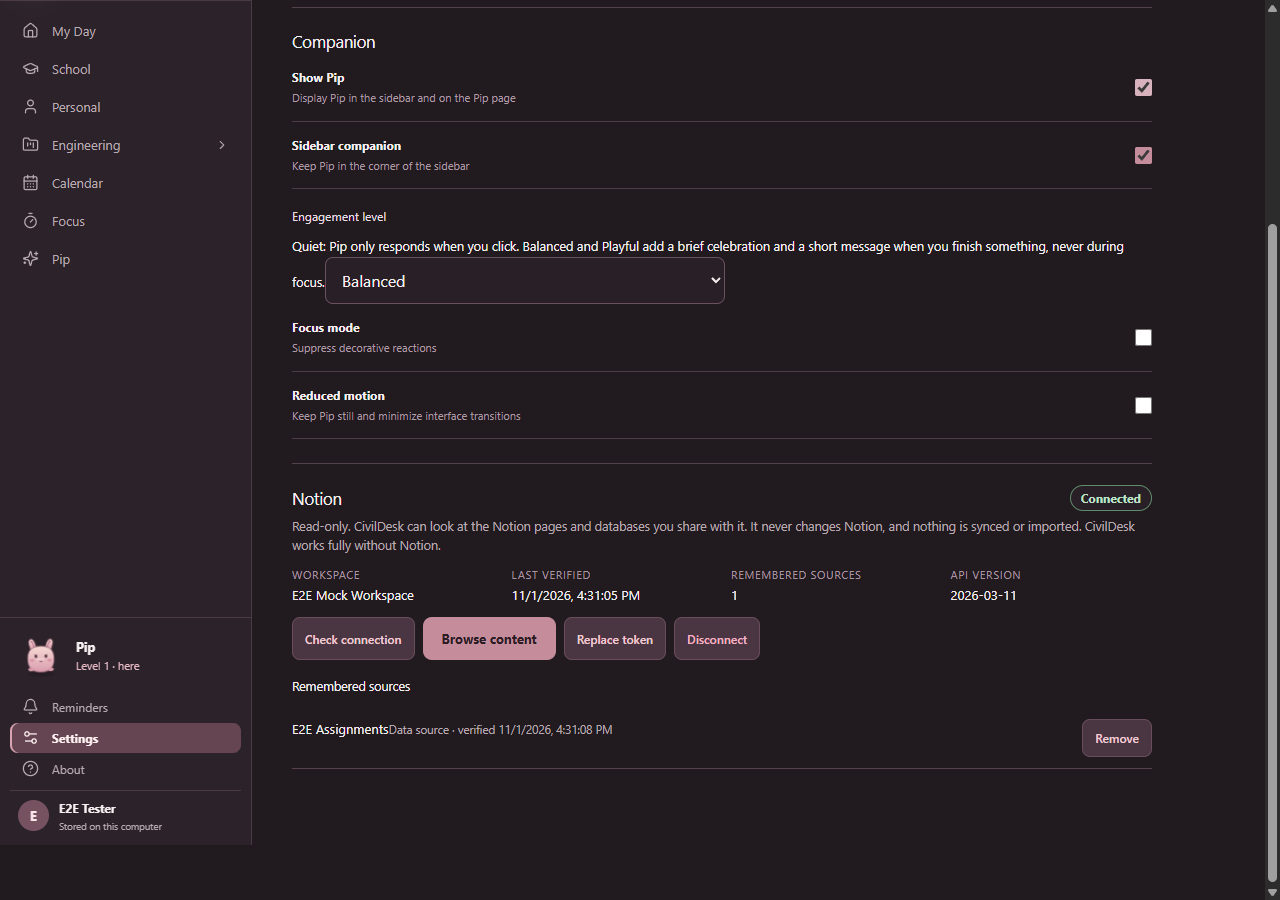 My Day
School
Personal
Engineering
Calendar
Focus
Pip
Pip
Level 1 · here
Reminders
Settings
About
E
E2E Tester
Stored on this computer
Companion
Show Pip
Display Pip in the sidebar and on the Pip page
Sidebar companion
Keep Pip in the corner of the sidebar
Engagement level
Quiet: Pip only responds when you click. Balanced and Playful add a brief celebration and a short message when you finish something, never during
focus. Balanced
Focus mode
Suppress decorative reactions
Reduced motion
Keep Pip still and minimize interface transitions
Notion
Connected
Read-only. CivilDesk can look at the Notion pages and databases you share with it. It never changes Notion, and nothing is synced or imported. CivilDesk
works fully without Notion.
WORKSPACE LAST VERIFIED REMEMBERED SOURCES API VERSION
E2E Mock Workspace 11/1/2026, 4:31:05 PM 1 2026-03-11
Check connection Browse content Replace token Disconnect
Remembered sources
E2E AssignmentsData source · verified 11/1/2026, 4:31:08 PM
Remove